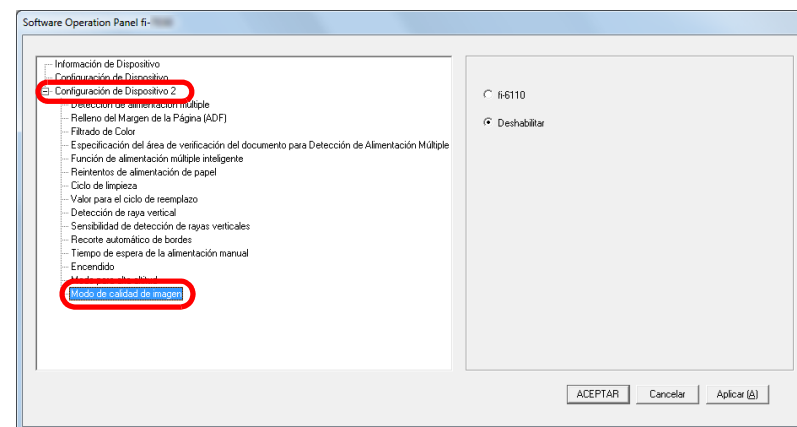 Software Operation Panel fi-
Información de Dispositivo
Configuración de Dispositivo
Configuración de Dispositivo 2
Detección de alimentación múltiple
Relleno del Margen de la Página (ADF)
Filtrado de Color
Especificación del área de verificación del documento para Detección de Alimentación Múltiple
Función de alimentación múltiple inteligente
Reintentos de alimentación de papel
Ciclo de limpieza
Valor para el ciclo de reemplazo
Detección de raya vertical
Sensibilidad de detección de rayas verticales
Recorte automático de bordes
Tiempo de espera de la alimentación manual
Encendido
Modo para alta altitud
Modo de calidad de imagen
fi-6110
Deshabilitar
ACEPTAR
Cancelar
Aplicar (A)